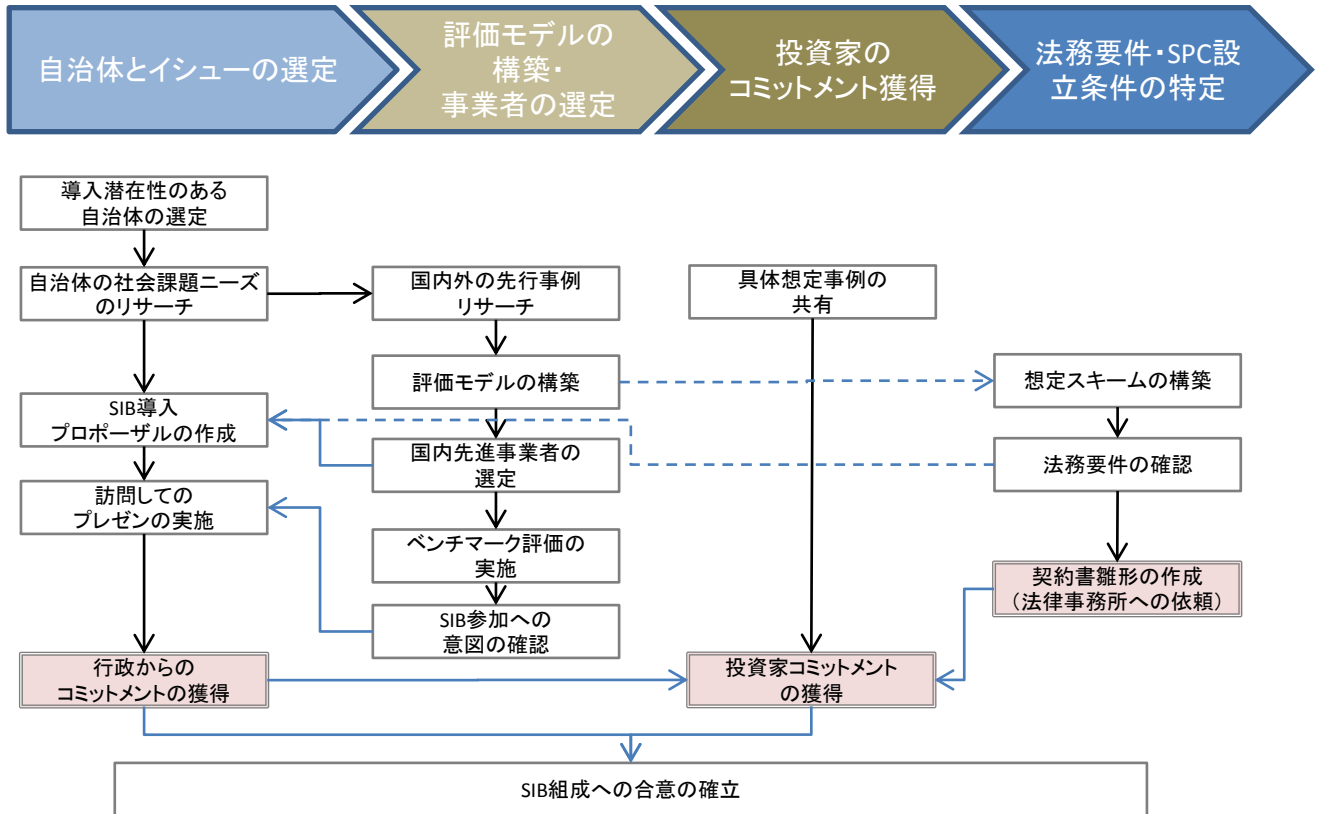 自治体とイシューの選定
評価モデルの
構築・
事業者の選定
投資家の
コミットメント獲得
法務要件・SPC設
立条件の特定
導入潜在性のある
自治体の選定
自治体の社会課題ニーズ
のリサーチ
SIB導入
プロポーザルの作成
訪問しての
プレゼンの実施
行政からの
コミットメントの獲得
国内外の先行事例
リサーチ
評価モデルの構築
国内先進事業者の
選定
ベンチマーク評価の
実施
SIB参加への
意図の確認
具体想定事例の
共有
投資家コミットメント
の獲得
想定スキームの構築
法務要件の確認
契約書雛形の作成
（法律事務所への依頼）
SIB組成への合意の確立